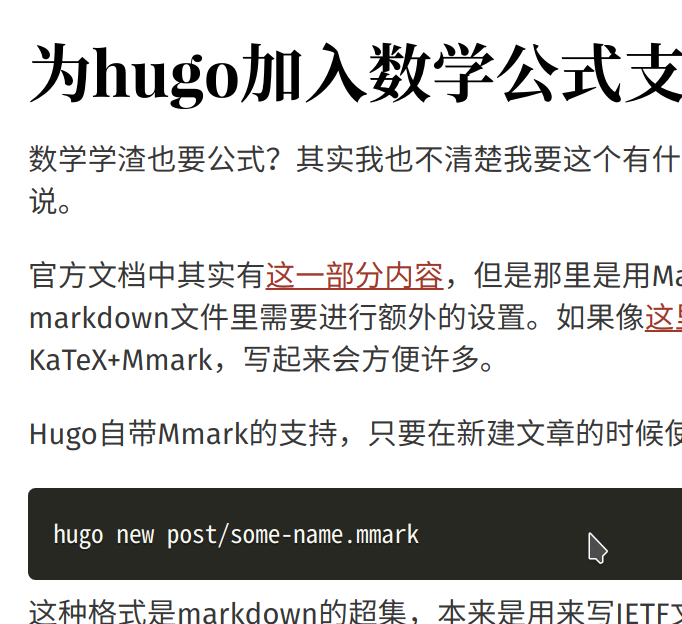 为hugo加入数学公式支
数学学渣也要公式？其实我也不清楚我要这个有什
说。
官方文档中其实有这一部分内容，但是那里是用Ma
markdown文件里需要进行额外的设置。如果像这里
KaTeX+Mmark，写起来会方便许多。
Hugo自带Mmark的支持，只要在新建文章的时候使
hugo new post/some-name.mmark
这种格式是markdown的超集，本来是用来写IETF文